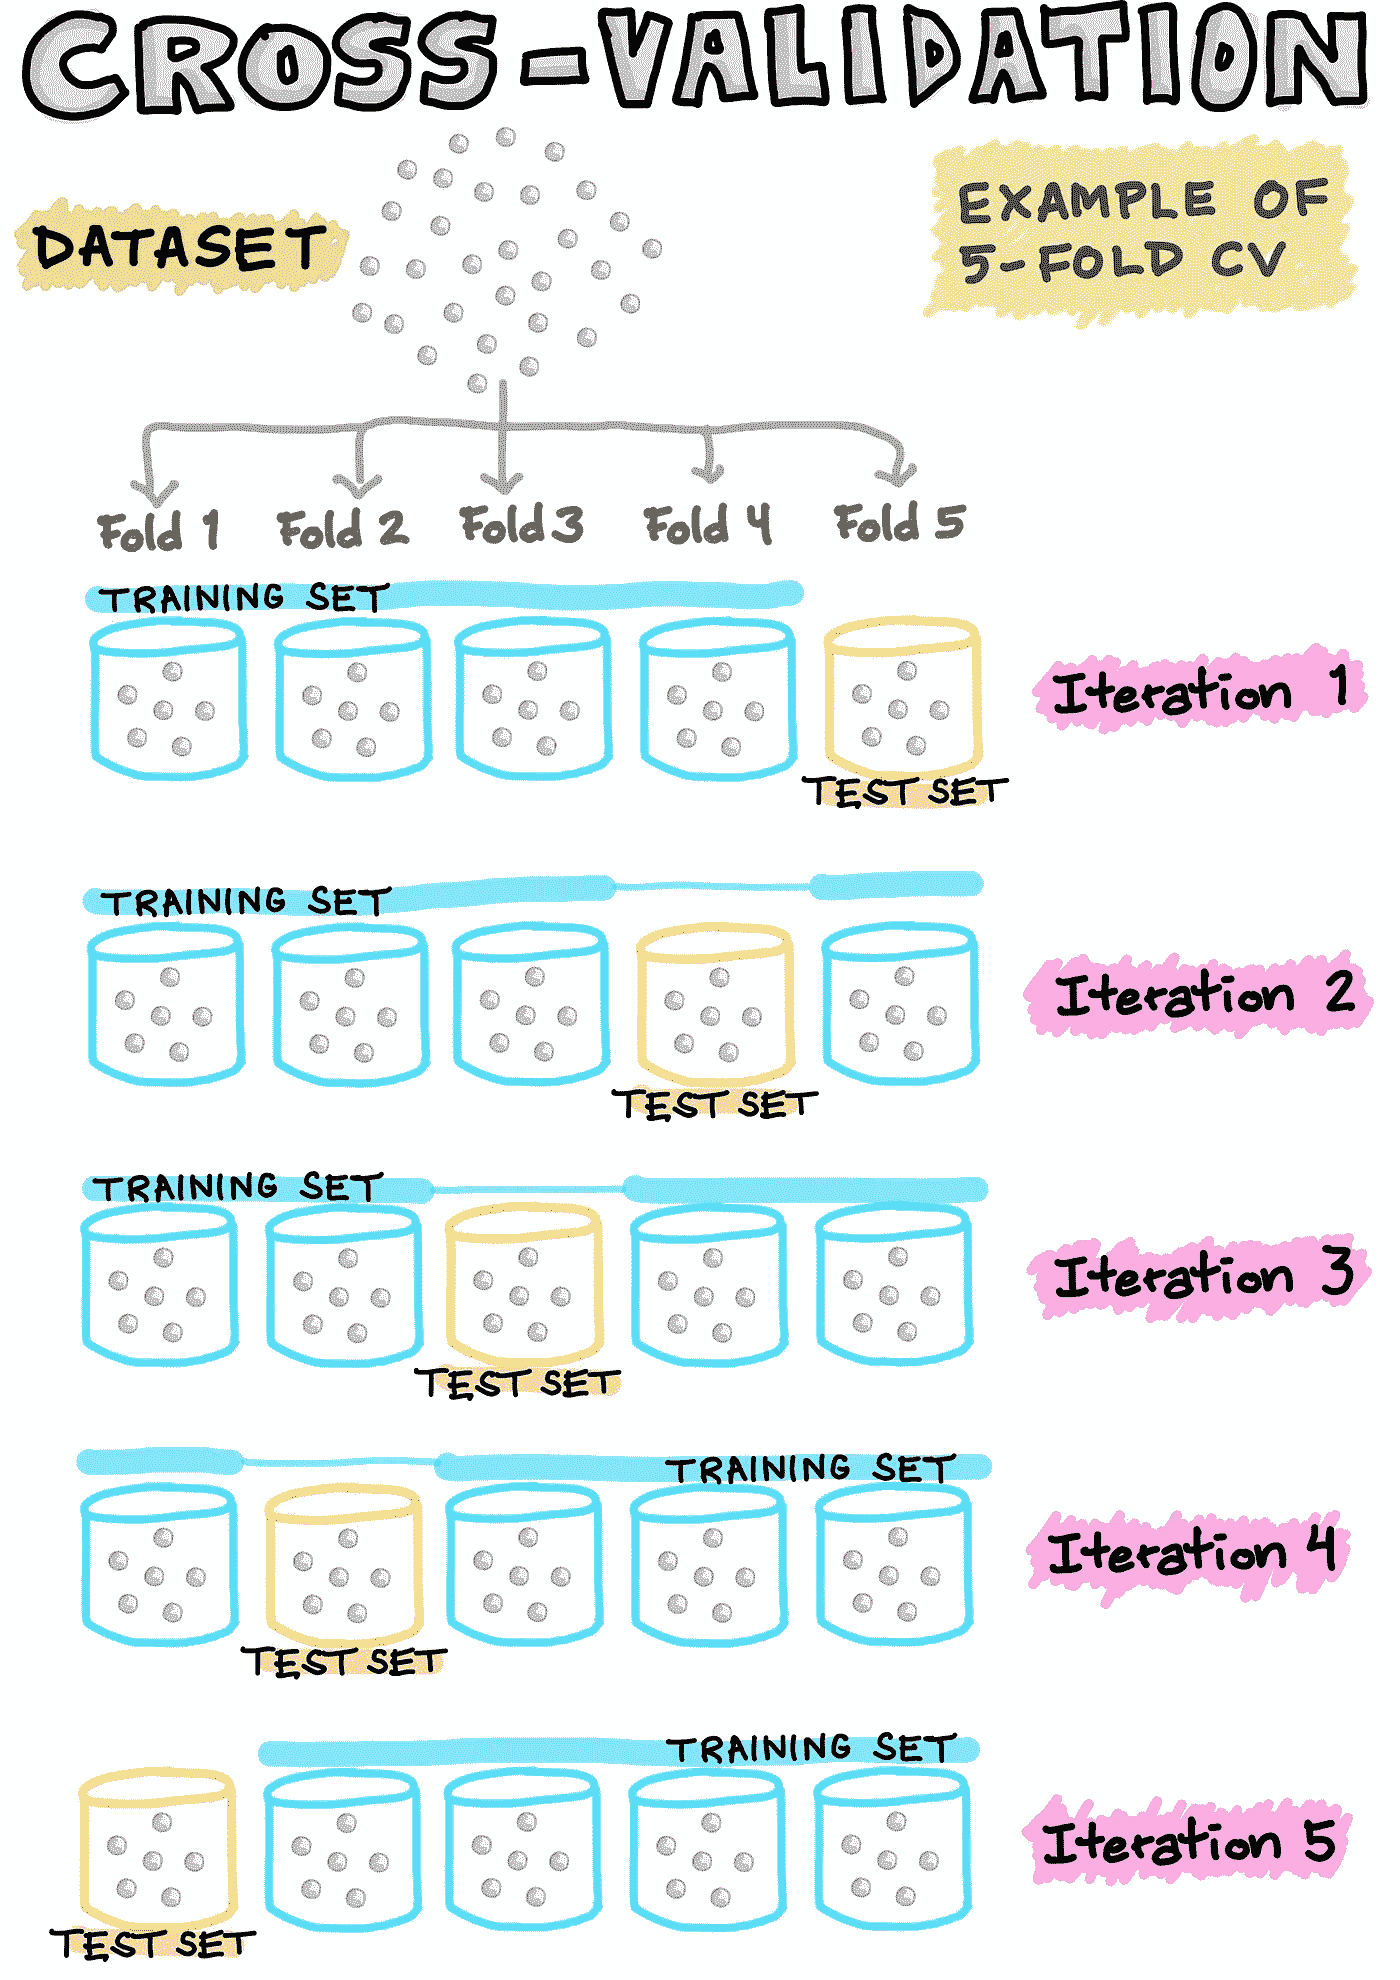 CROSS-VALIDATION
DATASET
EXAMPLE OF
5-FOLD CV
Fold 1
Fold 2
Fold 3
Fold 4
Fold 5
TRAINING SET
Iteration 1
TEST SET
TRAINING SET
Iteration 2
TEST SET
TRAINING SET
Iteration 3
TEST SET
TRAINING SET
Iteration 4
TEST SET
TRAINING SET
Iteration 5
TEST SET